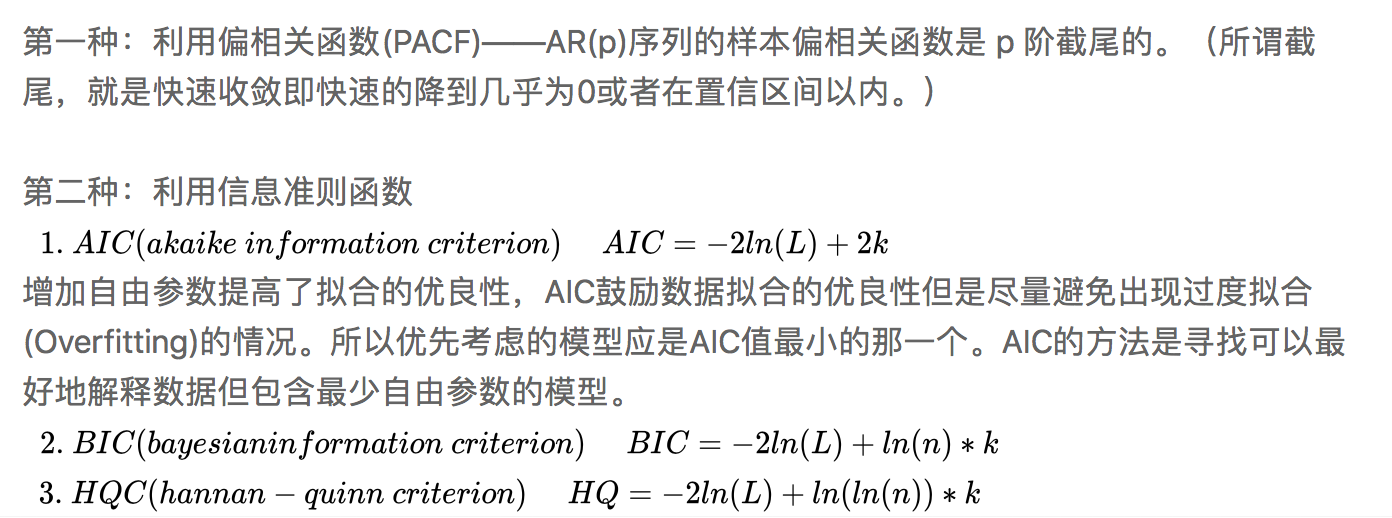 第一种：利用偏相关函数(PACF)——AR(p)序列的样本偏相关函数是 p 阶截尾的。（所谓截
尾，就是快速收敛即快速的降到几乎为0或者在置信区间以内。）
第二种：利用信息准则函数
1. AIC(akaike information criterion) AIC = −2ln(L) + 2k
增加自由参数提高了拟合的优良性，AIC鼓励数据拟合的优良性但是尽量避免出现过度拟合
(Overfitting)的情况。所以优先考虑的模型应是AIC值最小的那一个。AIC的方法是寻找可以最
好地解释数据但包含最少自由参数的模型。
2. BIC(bayesianinformation criterion) BIC = −2ln(L) + ln(n) ∗ k
3. HQC(hannan − quinn criterion) HQ = −2ln(L) + ln(ln(n)) ∗ k